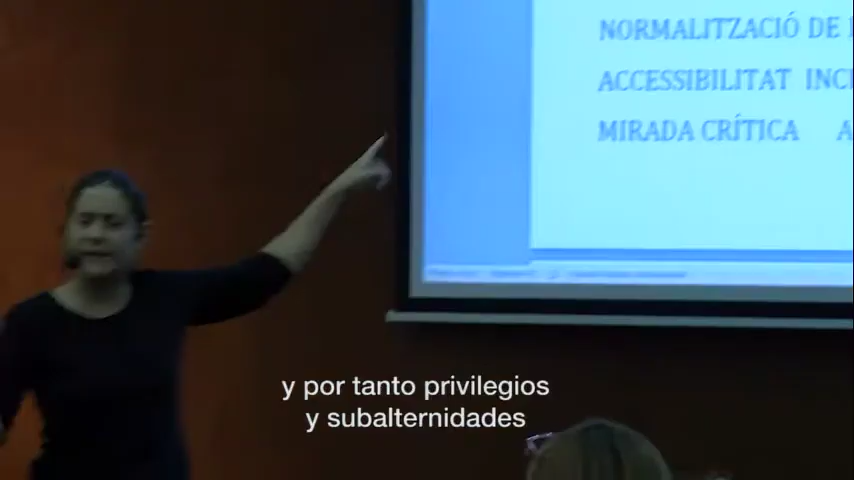 NORMALITZACIÓ DE
ACCESSIBILITAT INC
MIRADA CRÍTICA A
y por tanto privilegios
y subalternidades